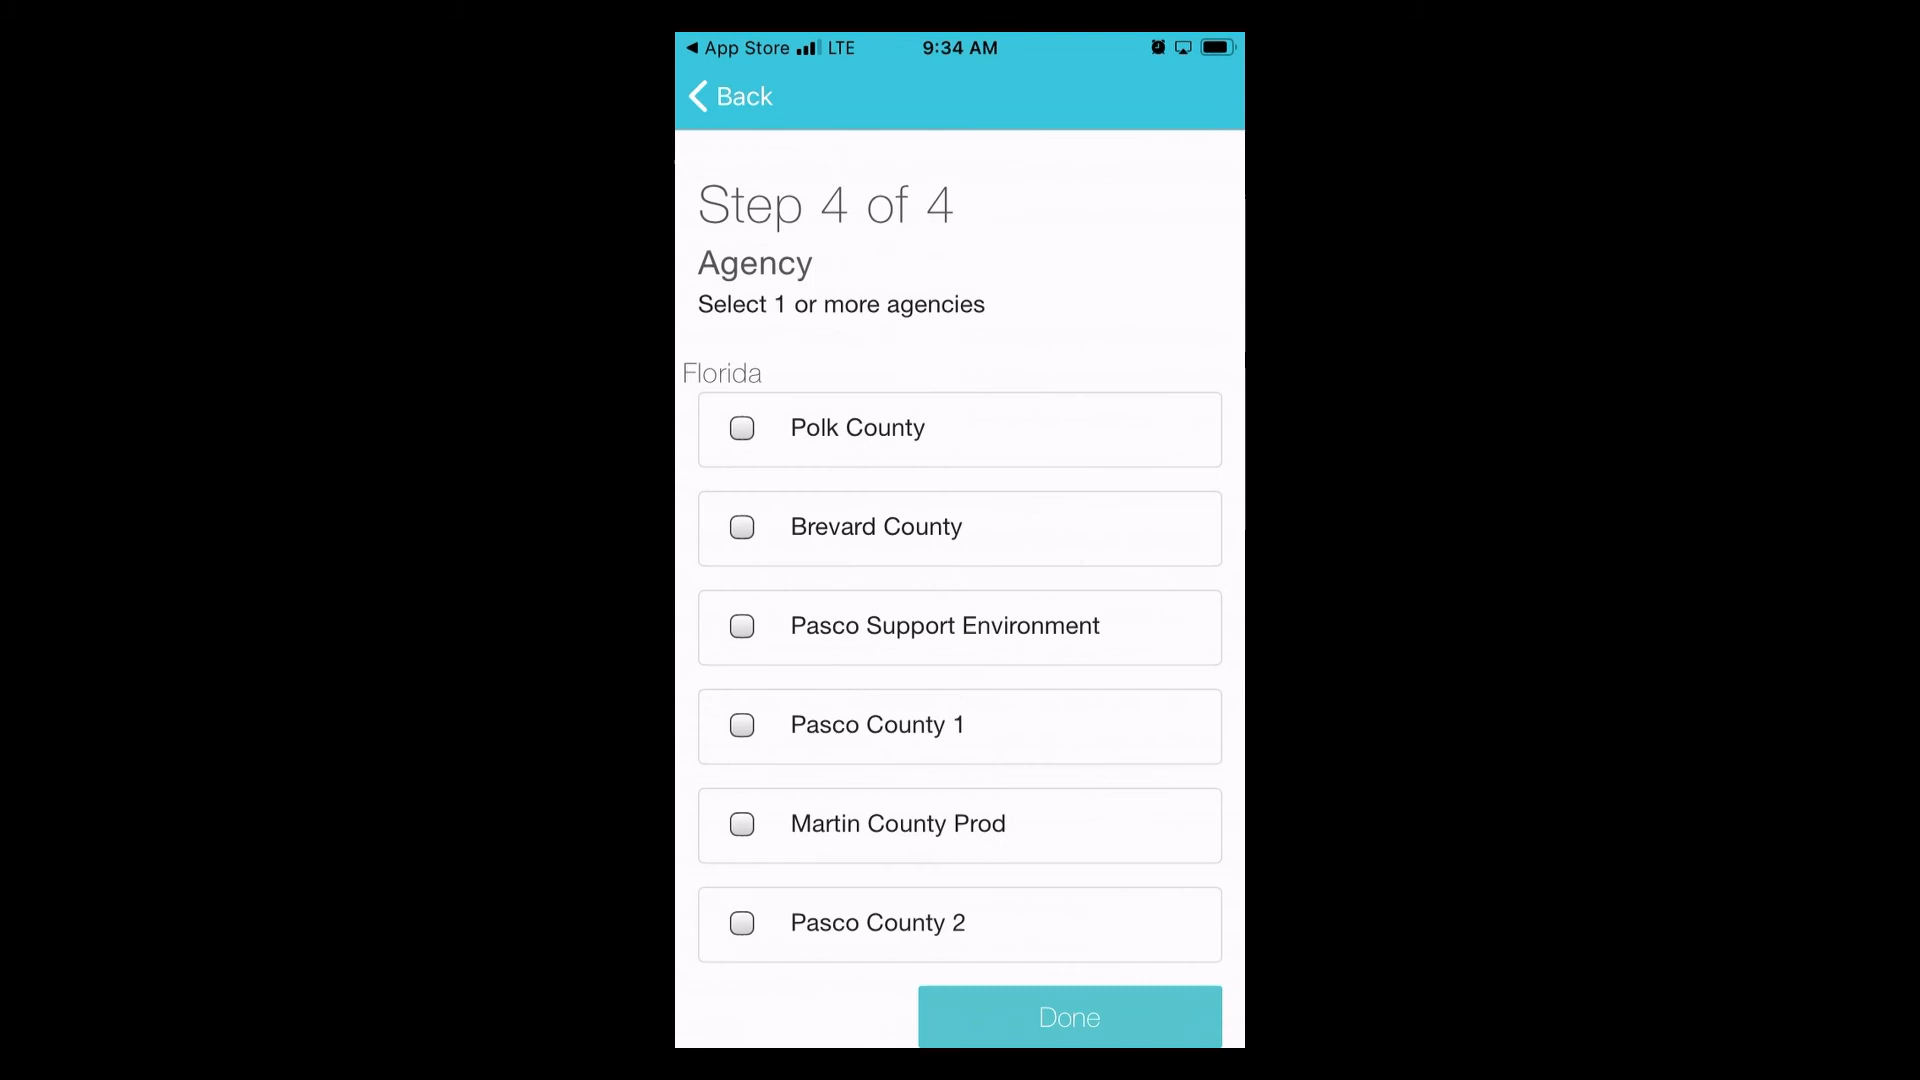 App Store LTE 9:34 AM
Back
Step 4 of 4
Agency
Select 1 or more agencies
Florida
Polk County
Brevard County
Pasco Support Environment
Pasco County 1
Martin County Prod
Pasco County 2
Done